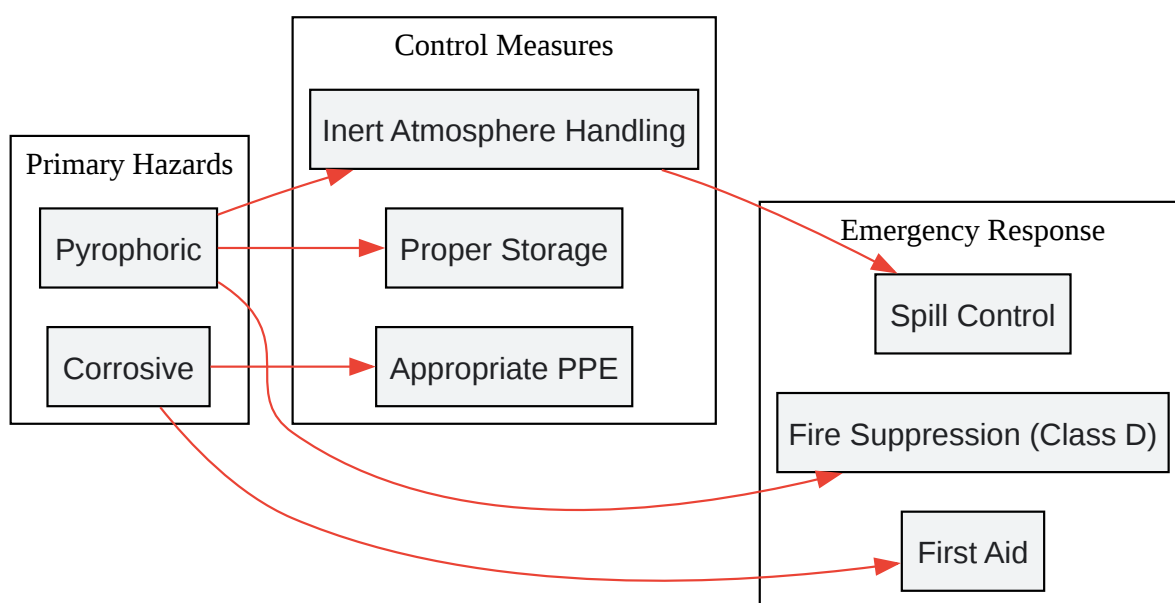 Control Measures
Inert Atmosphere Handling
Primary Hazards
Pyrophoric
Proper Storage
Emergency Response
Spill Control
Corrosive
Appropriate PPE
Fire Suppression (Class D)
First Aid